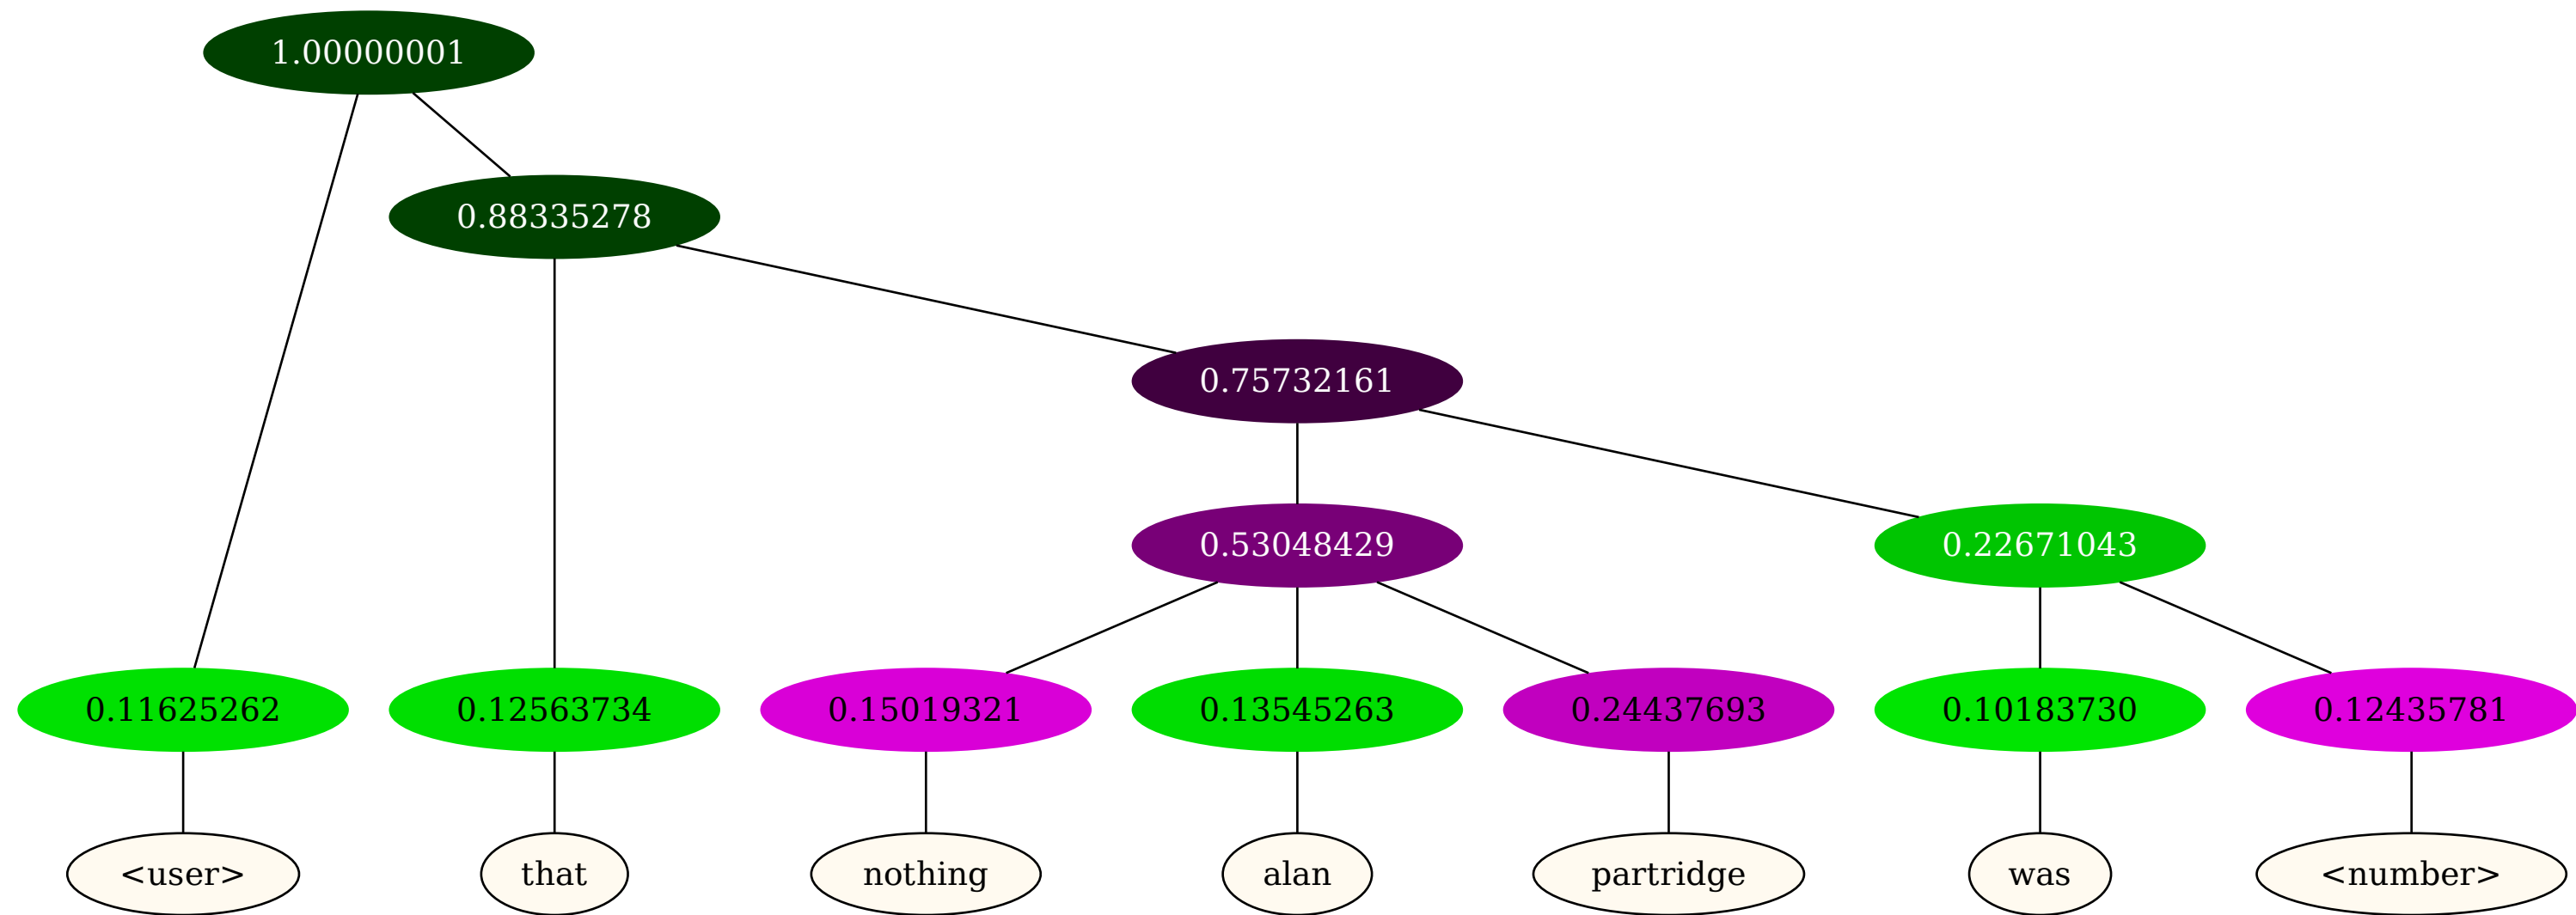 1.00000001
0.88335278
0.75732161
0.53048429 0.22671043
0.11625262 0.12563734 0.15019321 0.13545263 0.24437693 0.10183730 0.12435781
<user> that nothing alan partridge was <number>